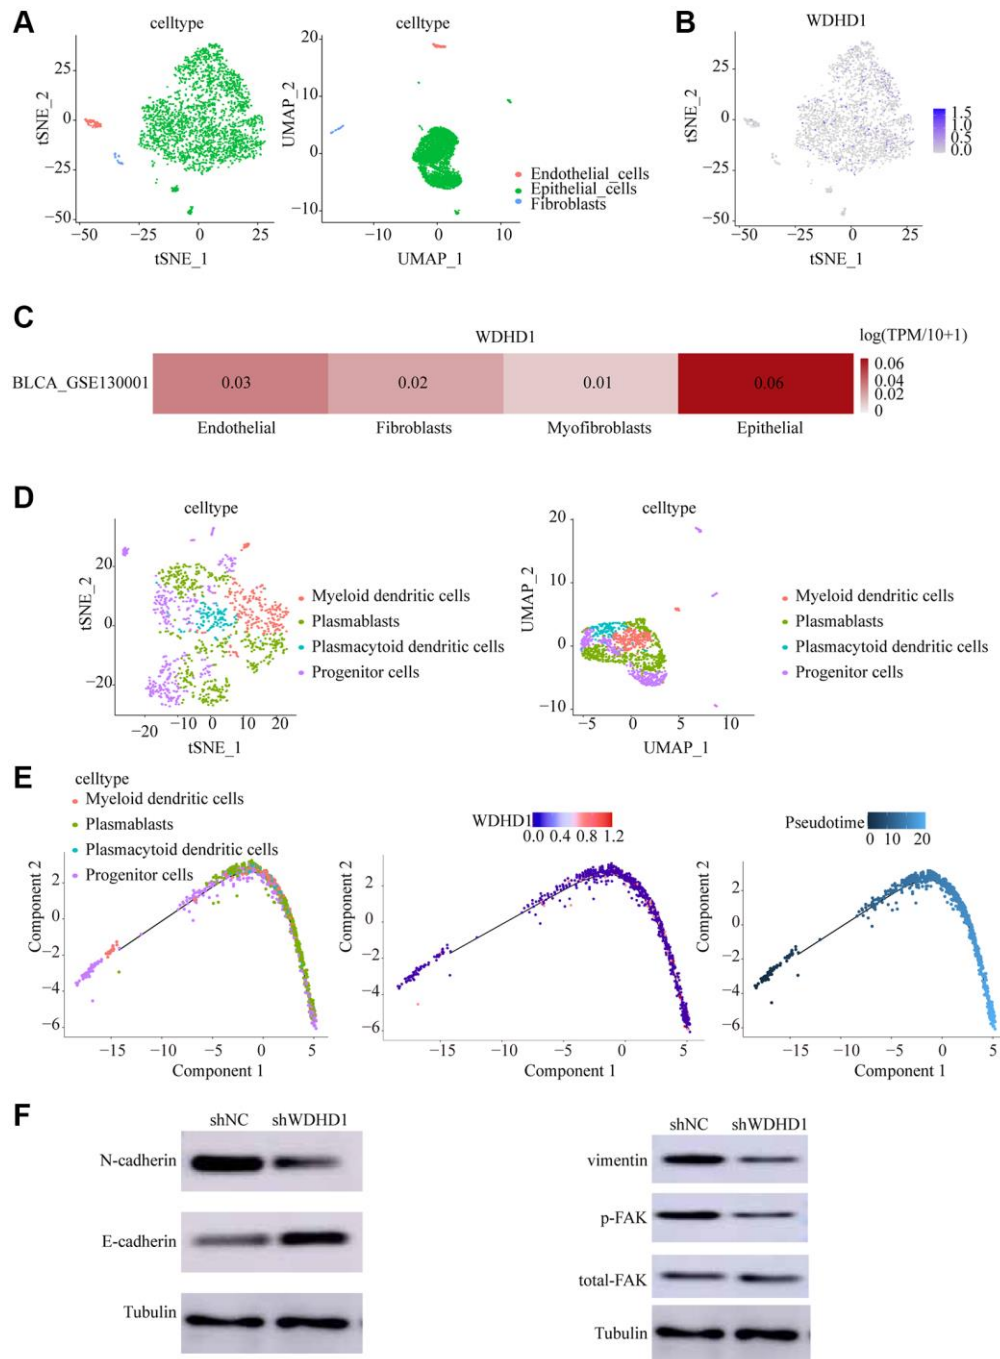 A
celltype
25
0
−25
−50
tSNE_2
−50
−25
0
25
tSNE_1
celltype
20
10
0
−10
UMAP_2
−10
0
10
UMAP_1
Endothelial_cells
Epithelial_cells
Fibroblasts
B
WDHD1
25
0
−25
−50
tSNE_2
−50
−25
0
25
tSNE_1
1.5
1.0
0.5
0.0
C
WDHD1
log(TPM/10+1)
BLCA_GSE130001
0.03
0.02
0.01
0.06
0.06
0.04
0.02
0
Endothelial
Fibroblasts
Myofibroblasts
Epithelial
D
celltype
20
0
−20
tSNE_2
−20
−10
0
10
20
tSNE_1
Myeloid dendritic cells
Plasmablasts
Plasmacytoid dendritic cells
Progenitor cells
celltype
20
10
0
−10
UMAP_2
−5
0
5
10
UMAP_1
Myeloid dendritic cells
Plasmablasts
Plasmacytoid dendritic cells
Progenitor cells
E
celltype
Myeloid dendritic cells
Plasmablasts
Plasmacytoid dendritic cells
Progenitor cells
2
0
−2
−4
−6
Component 2
−15
−10
−5
0
5
Component 1
WDHD1
0.0 0.4 0.8 1.2
2
0
−2
−4
−6
Component 2
−15
−10
−5
0
5
Component 1
Pseudotime
0 10 20
2
0
−2
−4
−6
Component 2
−15
−10
−5
0
5
Component 1
F
shNC shWDHD1
N-cadherin
E-cadherin
Tubulin
shNC shWDHD1
vimentin
p-FAK
total-FAK
Tubulin